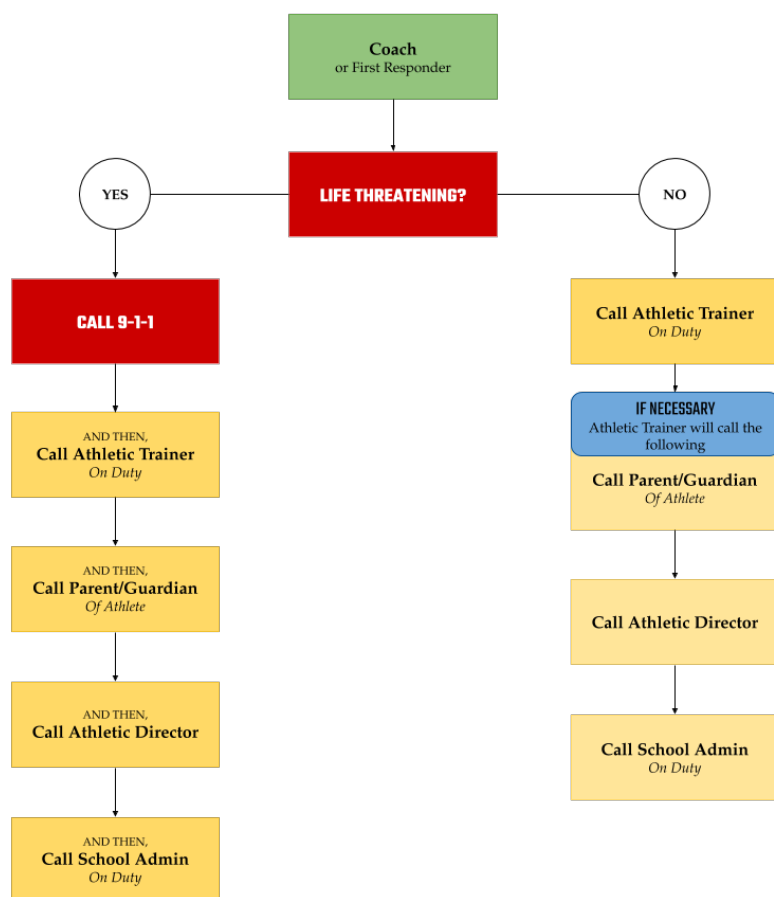 Coach
or First Responder
LIFE THREATENING?
YES
NO
CALL 9-1-1
AND THEN,
Call Athletic Trainer
On Duty
AND THEN,
Call Parent/Guardian
Of Athlete
AND THEN,
Call Athletic Director
AND THEN,
Call School Admin
On Duty
Call Athletic Trainer
On Duty
IF NECESSARY
Athletic Trainer will call the
following
Call Parent/Guardian
Of Athlete
Call Athletic Director
Call School Admin
On Duty